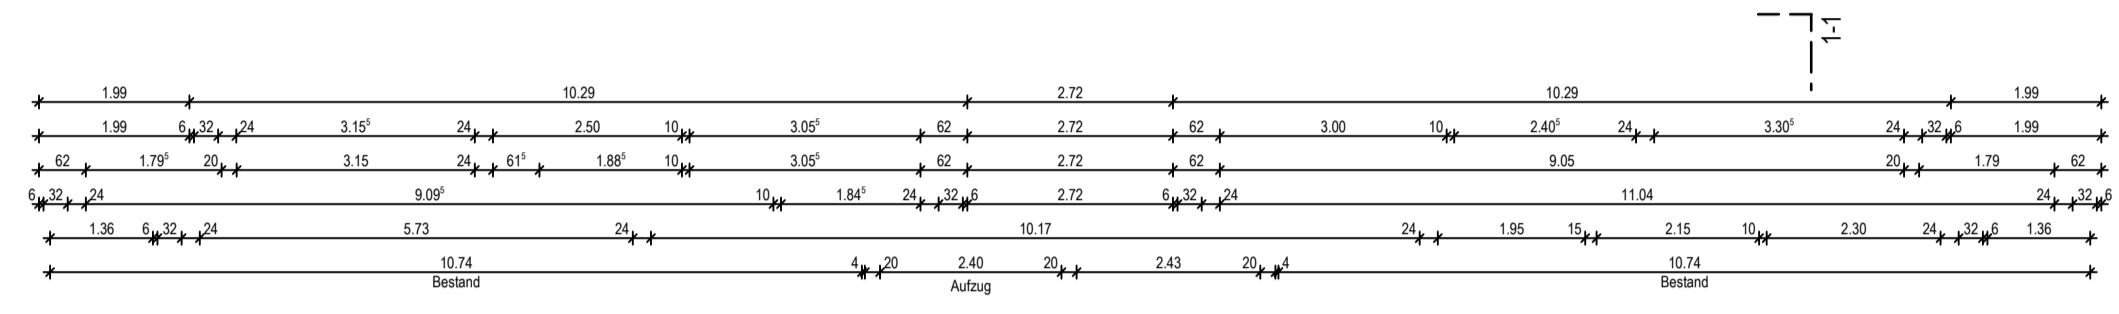 1-1
1.99 10.29 2.72 10.29 1.99
1.99 6 32 24 3.15⁵ 24 2.50 10 3.05⁵ 62 2.72 62 3.00 10 2.40⁵ 24 3.30⁵ 24 32 6 1.99
62 1.79⁵ 20 3.15 24 61⁵ 1.88⁵ 10 3.05⁵ 62 2.72 62 9.05 20 1.79 62
6 32 24 9.09⁵ 10 1.84⁵ 24 32 6 2.72 6 32 24 11.04 24 32 6
1.36 6 32 24 5.73 24 10.17 24 1.95 15 2.15 10 2.30 24 32 6 1.36
10.74 4 20 2.40 20 2.43 20 4 10.74
Bestand Aufzug Bestand